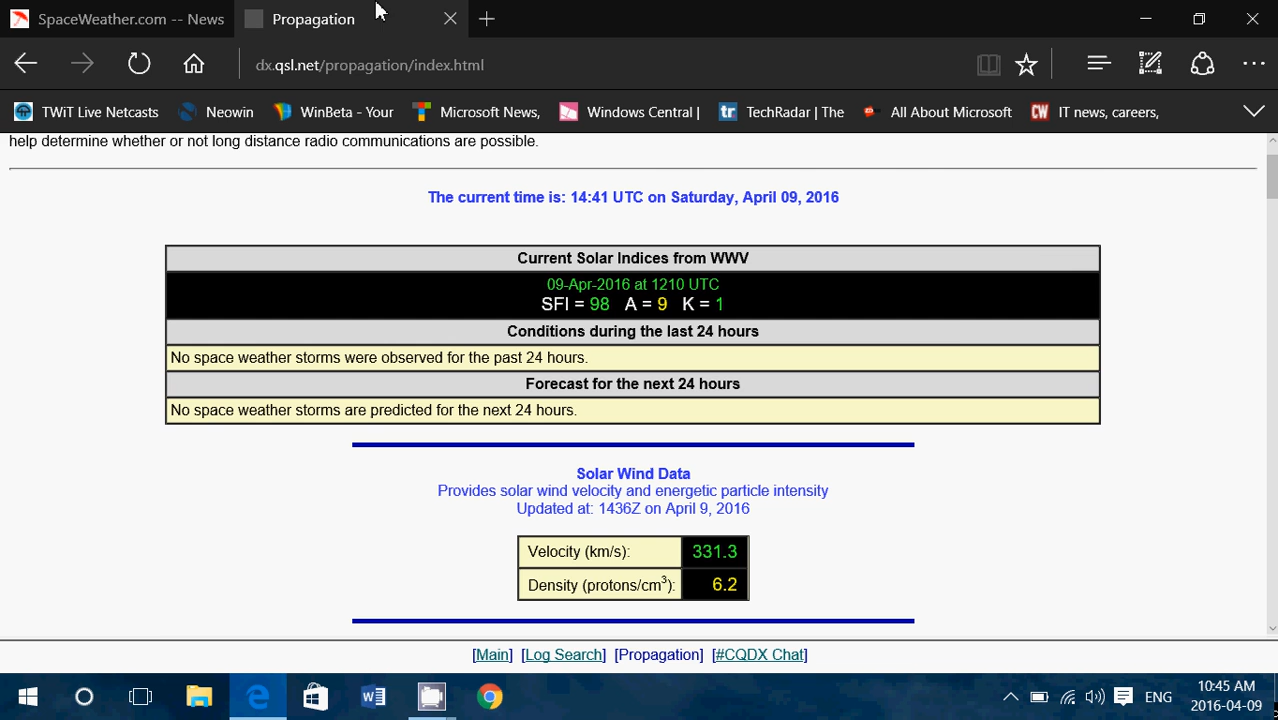 SpaceWeather.com -- News
Propagation
dx.qsl.net/propagation/index.html
TWiT Live Netcasts
Neowin
WinBeta - Your
Microsoft News,
Windows Central |
tr TechRadar | The
All About Microsoft
CW IT news, careers,
help determine whether or not long distance radio communications are possible.
The current time is: 14:41 UTC on Saturday, April 09, 2016
Current Solar Indices from WWV
09-Apr-2016 at 1210 UTC
SFI = 98 A = 9 K = 1
Conditions during the last 24 hours
No space weather storms were observed for the past 24 hours.
Forecast for the next 24 hours
No space weather storms are predicted for the next 24 hours.
Solar Wind Data
Provides solar wind velocity and energetic particle intensity
Updated at: 1436Z on April 9, 2016
Velocity (km/s): 331.3
Density (protons/cm³): 6.2
[Main] [Log Search] [Propagation] [#CQDX Chat]
ENG
10:45 AM
2016-04-09